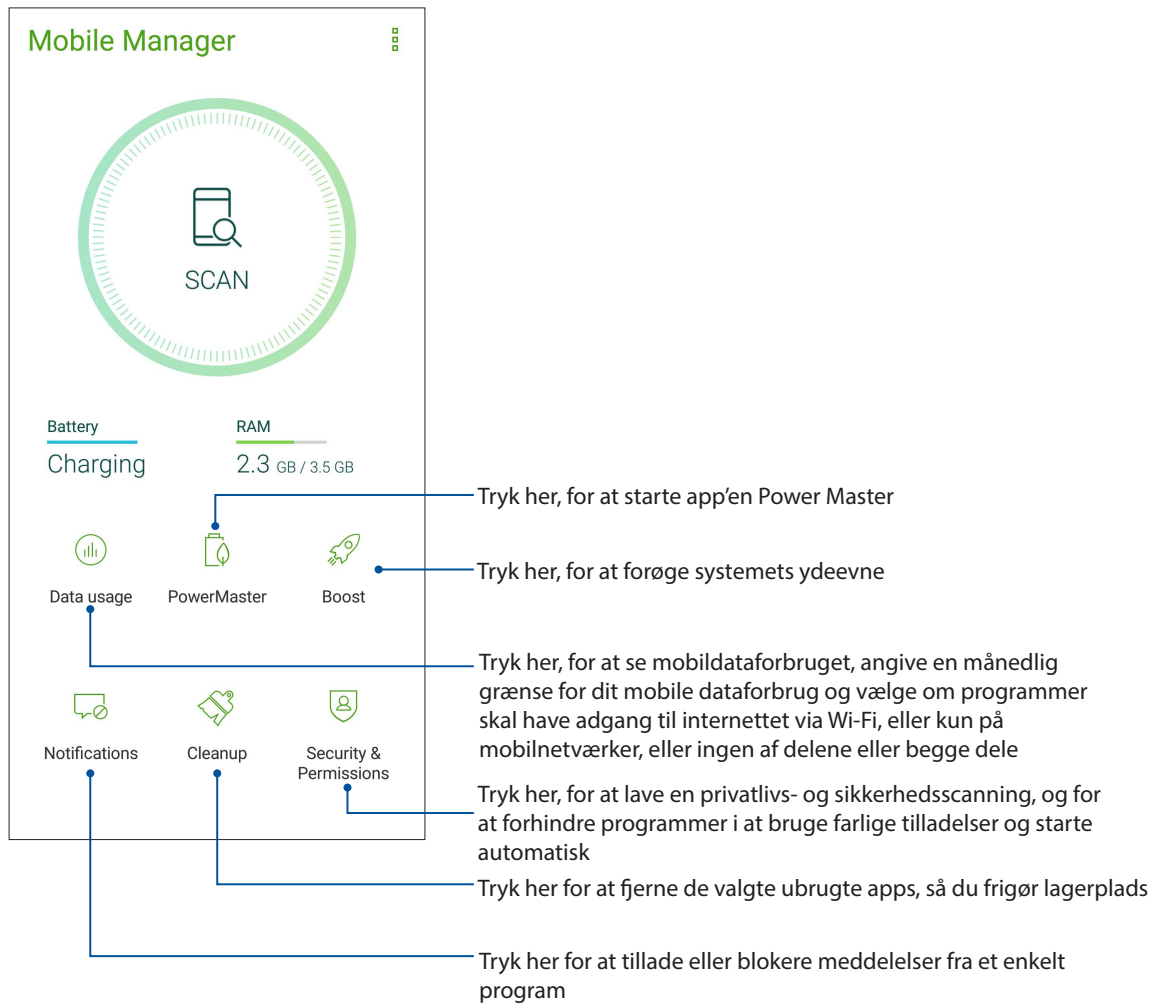 Mobile Manager
SCAN
Battery
RAM
Charging
2.3 GB / 3.5 GB
Tryk her, for at starte app’en Power Master
Tryk her, for at forøge systemets ydeevne
Data usage
PowerMaster
Boost
Tryk her, for at se mobildataforbruget, angive en månedlig
grænse for dit mobile dataforbrug og vælge om programmer
skal have adgang til internettet via Wi-Fi, eller kun på
mobilnetværker, eller ingen af delene eller begge dele
Notifications
Cleanup
Security &
Permissions
Tryk her, for at lave en privatlivs- og sikkerhedsscanning, og for
at forhindre programmer i at bruge farlige tilladelser og starte
automatisk
Tryk her for at fjerne de valgte ubrugte apps, så du frigør lagerplads
Tryk her for at tillade eller blokere meddelelser fra et enkelt
program